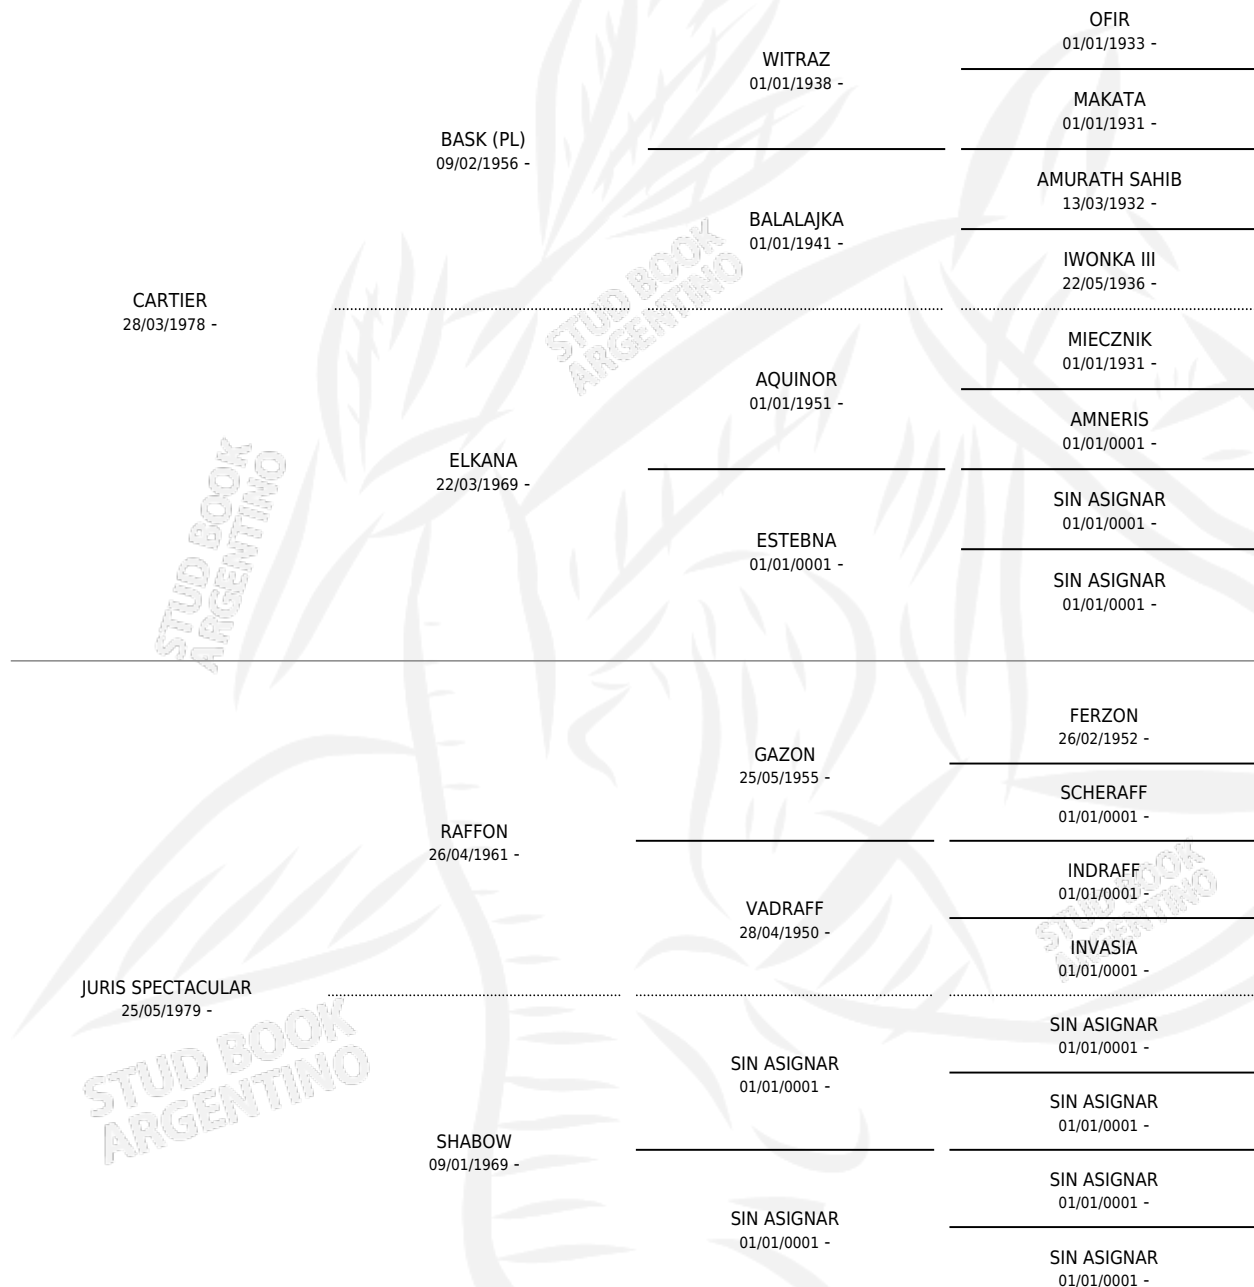 OFIR
01/01/1933 -
WITRAZ
01/01/1938 -
MAKATA
01/01/1931 -
BASK (PL)
09/02/1956 -
AMURATH SAHIB
13/03/1932 -
BALALAJKA
01/01/1941 -
IWONKA III
22/05/1936 -
CARTIER
28/03/1978 -
MIECZNIK
01/01/1931 -
AQUINOR
01/01/1951 -
AMNERIS
01/01/0001 -
ELKANA
22/03/1969 -
SIN ASIGNAR
01/01/0001 -
ESTEBNA
01/01/0001 -
SIN ASIGNAR
01/01/0001 -
FERZON
26/02/1952 -
GAZON
25/05/1955 -
SCHERAFF
01/01/0001 -
RAFFON
26/04/1961 -
INDRAFF
01/01/0001 -
VADRAFF
28/04/1950 -
INVASIA
01/01/0001 -
JURIS SPECTACULAR
25/05/1979 -
SIN ASIGNAR
01/01/0001 -
SIN ASIGNAR
01/01/0001 -
SIN ASIGNAR
01/01/0001 -
SHABOW
09/01/1969 -
SIN ASIGNAR
01/01/0001 -
SIN ASIGNAR
01/01/0001 -
SIN ASIGNAR
01/01/0001 -
STUD BOOK
ARGENTINO
STUD BOOK
ARGENTINO
STUD BOOK
ARGENTINO
STUD BOOK
ARGENTINO